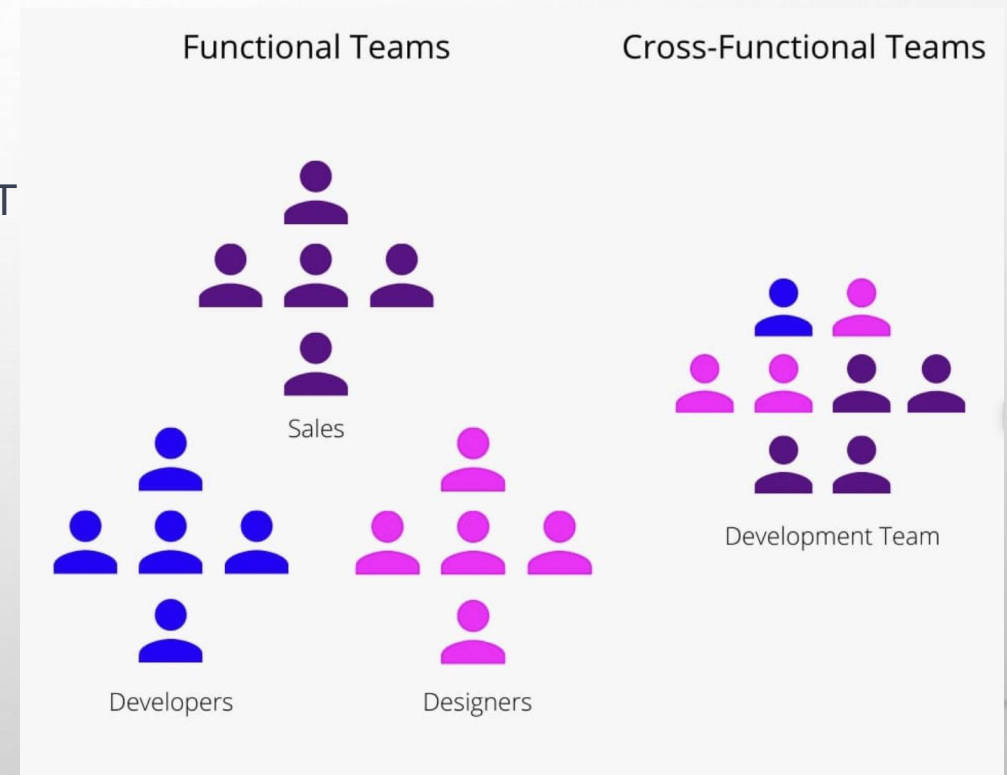 Functional Teams
Cross-Functional Teams
T
Sales
Development Team
Developers
Designers